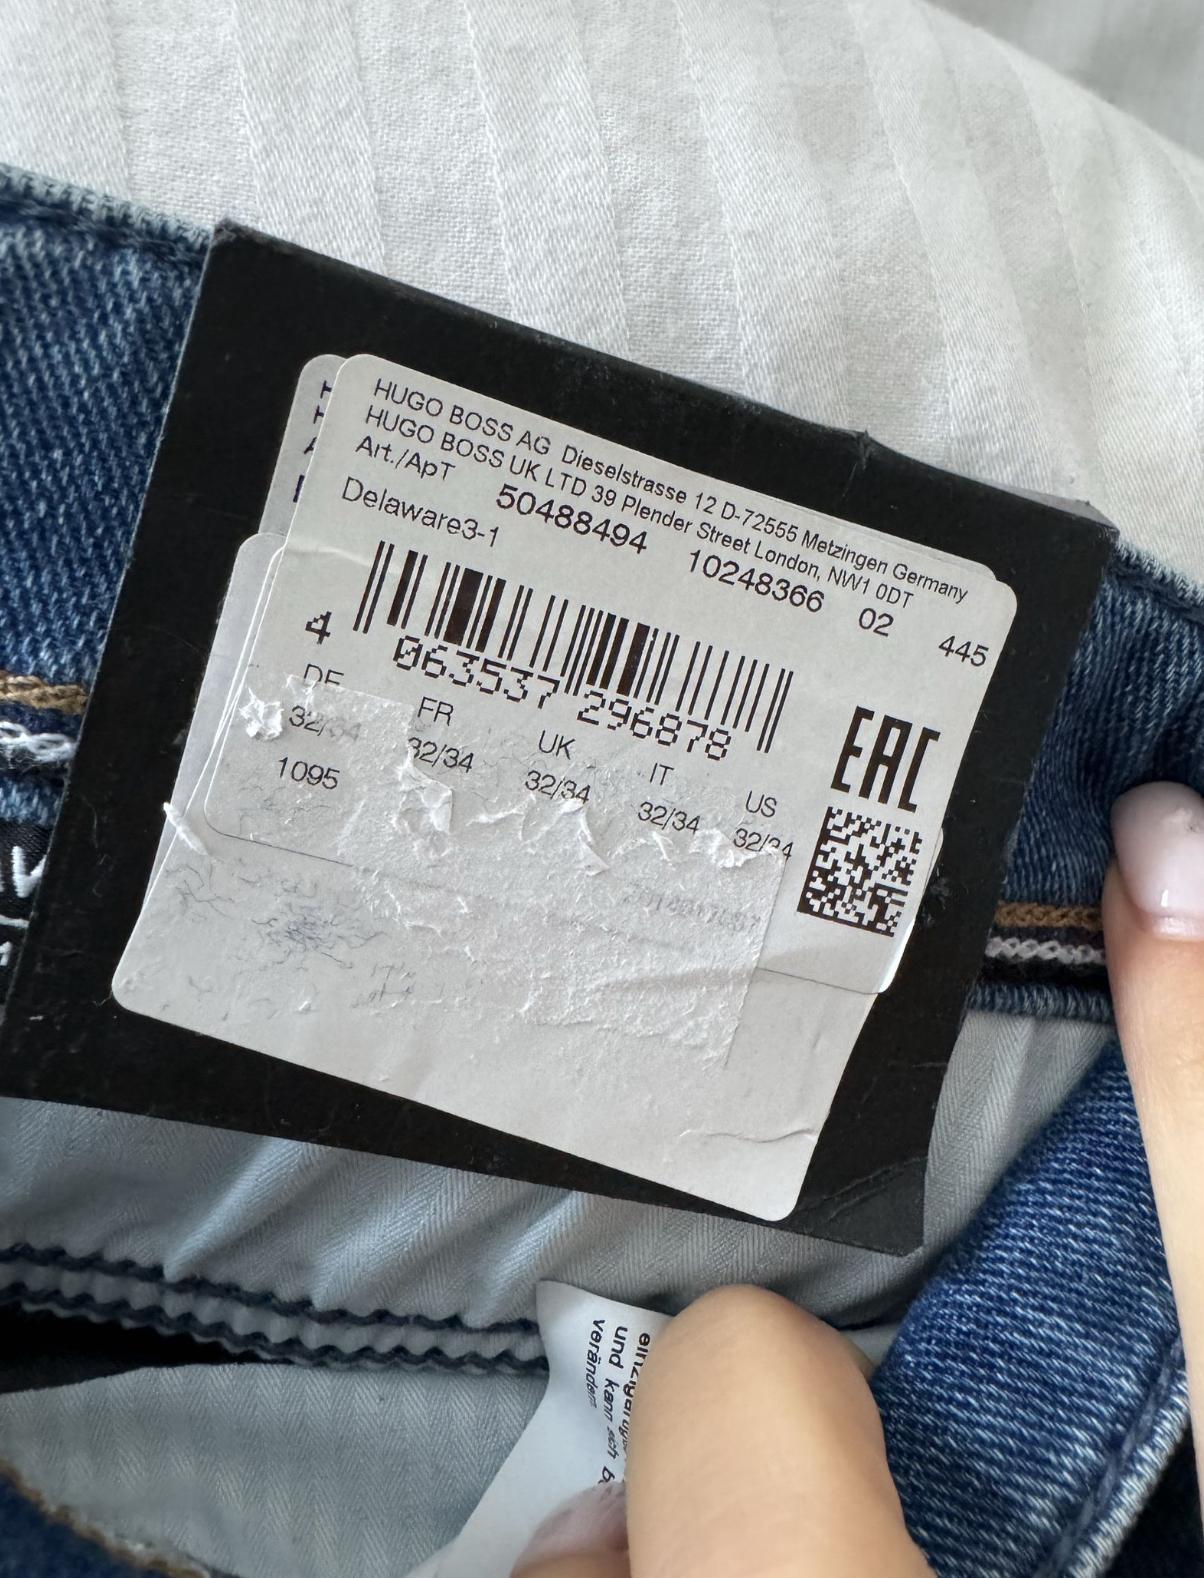 HUGO BOSS AG Dieselstrasse 12 D-72555 Metzingen Germany
HUGO BOSS UK LTD 39 Plender Street London, NW1 0DT
Art./ApT 50488494 10248366 02 445
Delaware3-1
4 063537 296878
EAC
DE FR UK IT US
32/34 32/34 32/34 32/34 32/34
1095
und kann sich
verändern.